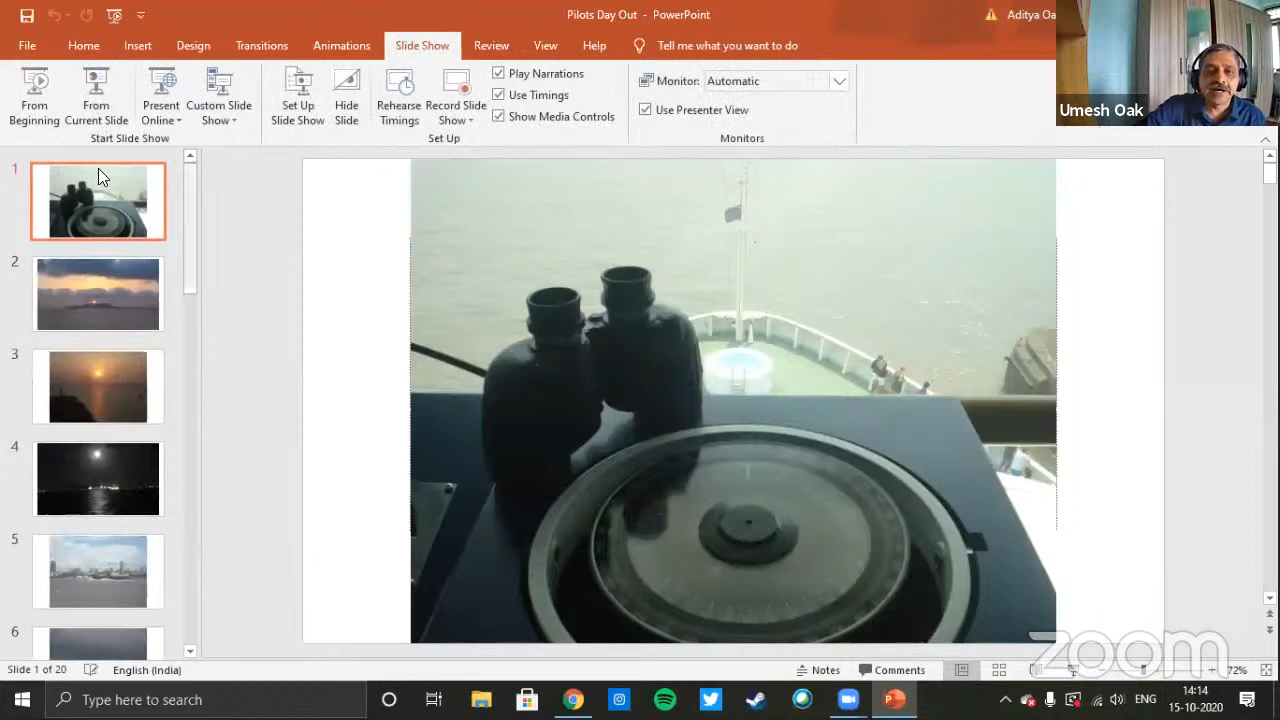 Pilots Day Out - PowerPoint
Aditya Oa
File
Home
Insert
Design
Transitions
Animations
Slide Show
Review
View
Help
Tell me what you want to do
From Beginning
From Current Slide
Present Online
Custom Slide Show
Start Slide Show
Set Up Slide Show
Hide Slide
Rehearse Timings
Record Slide Show
Play Narrations
Use Timings
Show Media Controls
Set Up
Monitor: Automatic
Use Presenter View
Monitors
Umesh Oak
1
2
3
4
5
6
zoom
Slide 1 of 20
English (India)
Notes
Comments
72%
Type here to search
ENG
14:14
15-10-2020